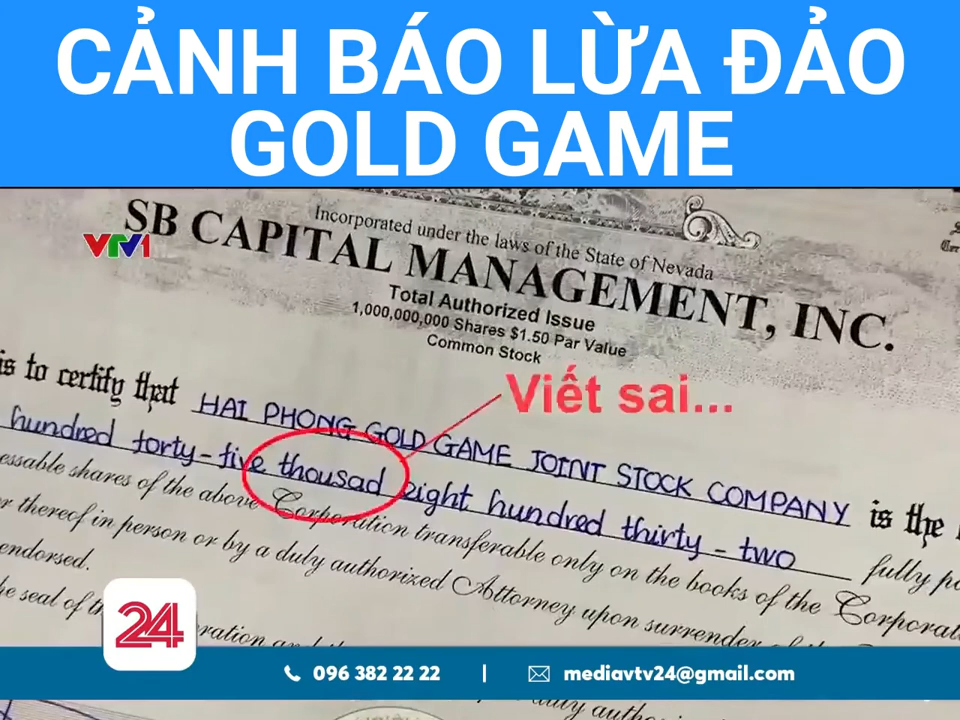 CẢNH BÁO LỪA ĐẢO
GOLD GAME
Incorporated under the laws of the State of Nevada
SB CAPITAL MANAGEMENT, INC.
VTV1
Total Authorized Issue
1,000,000,000 Shares $1.50 Par Value
Common Stock
Viết sai...
is to certify that HAI PHONG GOLD GAME JOINT STOCK COMPANY is the
hundred forty-five thousad eight hundred thirty-two fully
essable shares of the above Corporation transferable only on the books of the
thereof in person or by a duly authorized Attorney upon surrender
endorsed.
seal of
24
096 382 22 22 | mediavtv24@gmail.com
duly authorized